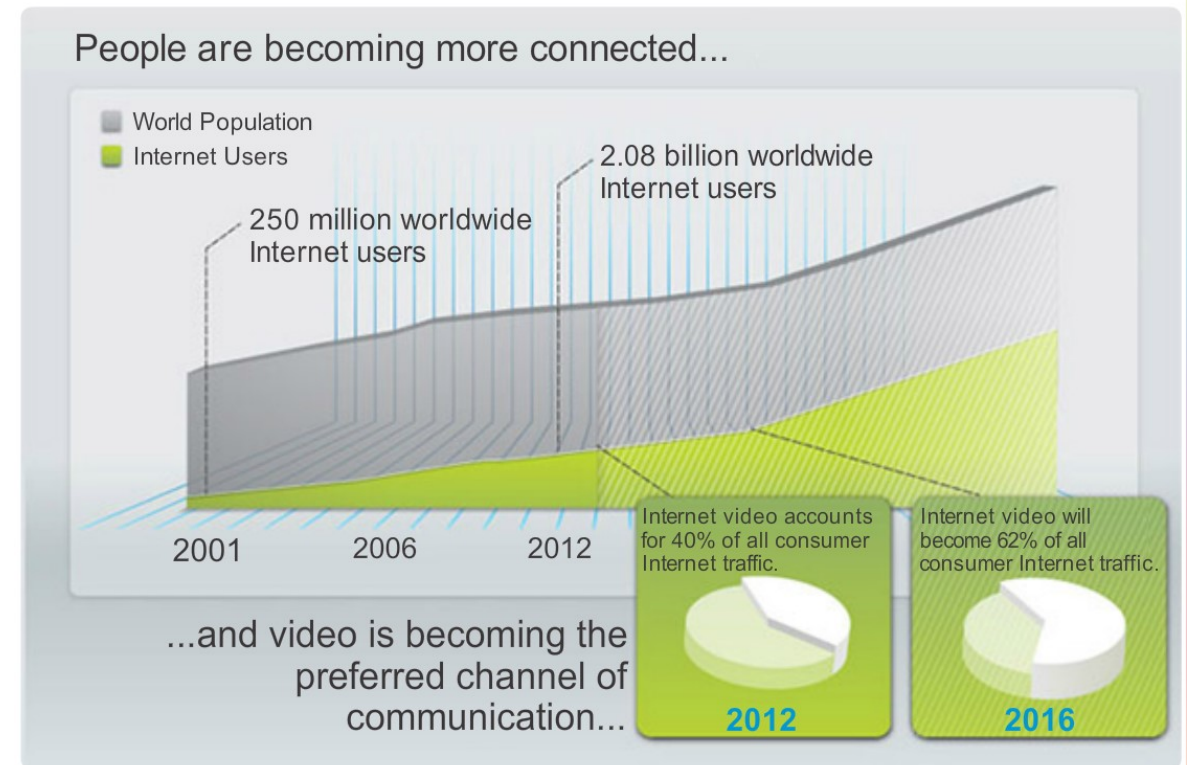 People are becoming more connected...
World Population
Internet Users
2.08 billion worldwide
Internet users
250 million worldwide
Internet users
2001
2006
2012
Internet video accounts
for 40% of all consumer
Internet traffic.
2012
Internet video will
become 62% of all
consumer Internet traffic.
2016
...and video is becoming the
preferred channel of
communication...